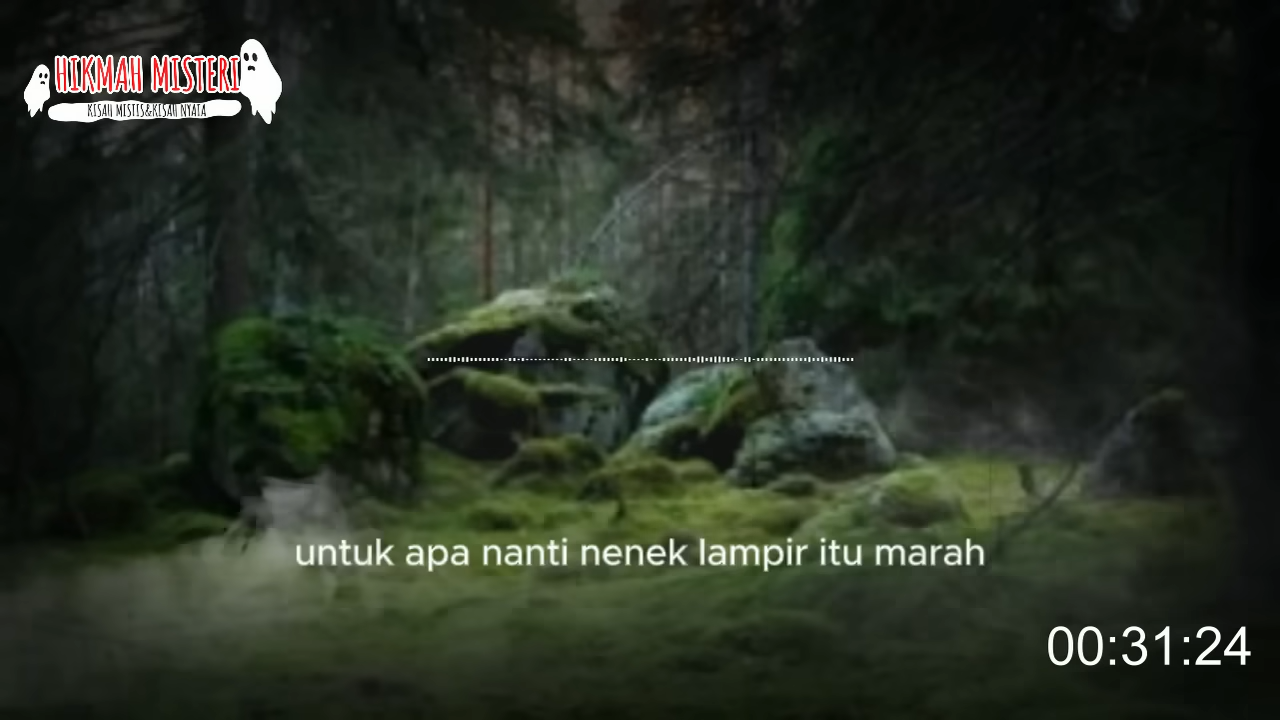 HIKMAH MISTERI
KISAH MISTIS&KISAH NYATA
untuk apa nanti nenek lampir itu marah
00:31:24